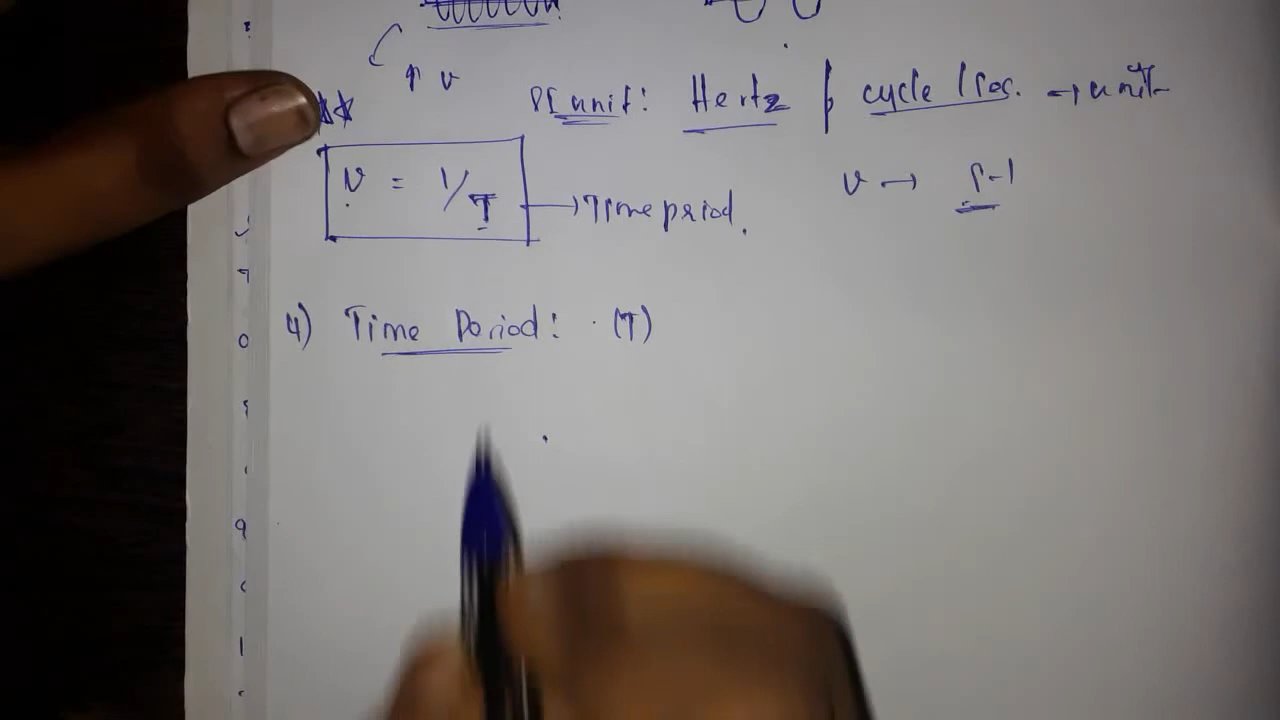 ↑ ν
SI unit: Hertz | cycle / sec. → unit
ν = 1/T → Time period.
ν → s-1
4) Time Period: (T)